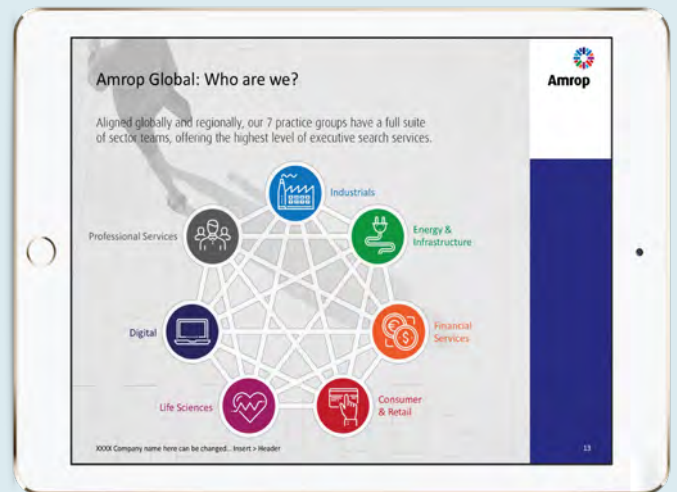 Amrop Global: Who are we?
Amrop
Aligned globally and regionally, our 7 practice groups have a full suite
of sector teams, offering the highest level of executive search services.
Industrials
Professional Services
Energy &
Infrastructure
Digital
Financial
Services
Life Sciences
Consumer
& Retail
XXXX Company name here can be changed... Insert > Header
13